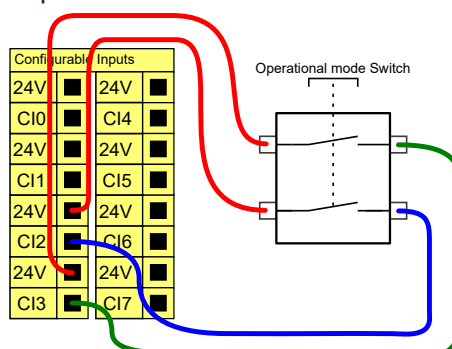 Configurable Inputs
Operational mode Switch
24V 24V
CI0 CI4
24V 24V
CI1 CI5
24V 24V
CI2 CI6
24V 24V
CI3 CI7